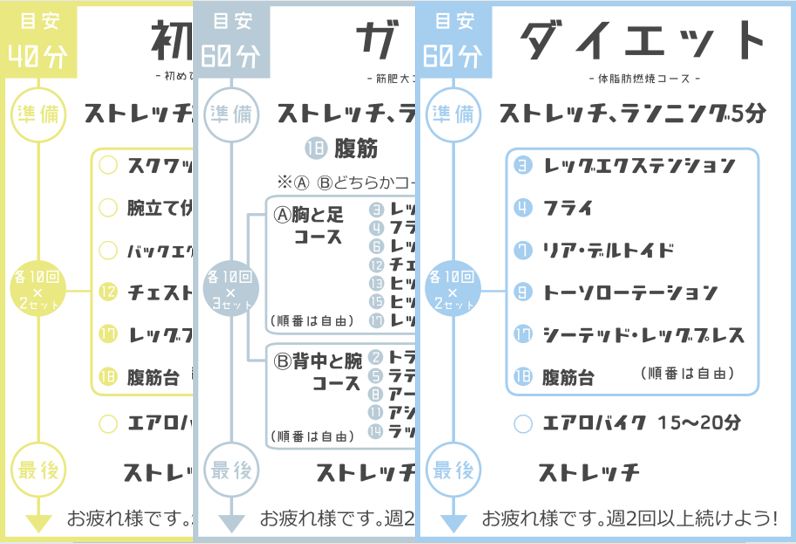 目安
40分
初
- 初め
準備
ストレッチ
スクワッ
腕立て伏
バックエク
各10回
×
2セット
12 チェスト
17 レッグプ
18 腹筋台
エアロバ
最後
ストレッ
お疲れ様です。
目安
60分
ガ
- 筋肥大コ
準備
ストレッチ、ラ
18 腹筋
※Ⓐ Ⓑどちらかコー
Ⓐ胸と足
コース
(順番は自由)
3 レッ
4 フラ
6 レッ
12 チェ
13 ヒッ
15 ヒッ
17 レッ
各10回
×
3セット
Ⓑ背中と腕
コース
(順番は自由)
2 トラ
5 ラテ
8 アー
11 アシ
14 ラッ
最後
ストレッチ
お疲れ様です。週2
目安
60分
ダイエット
- 体脂肪燃焼コース -
準備
ストレッチ、ランニング5分
3 レッグエクステンション
4 フライ
7 リア・デルトイド
各10回
×
2セット
9 トーソローテーション
17 シーテッド・レッグプレス
18 腹筋台 (順番は自由)
エアロバイク 15〜20分
最後
ストレッチ
お疲れ様です。週2回以上続けよう!